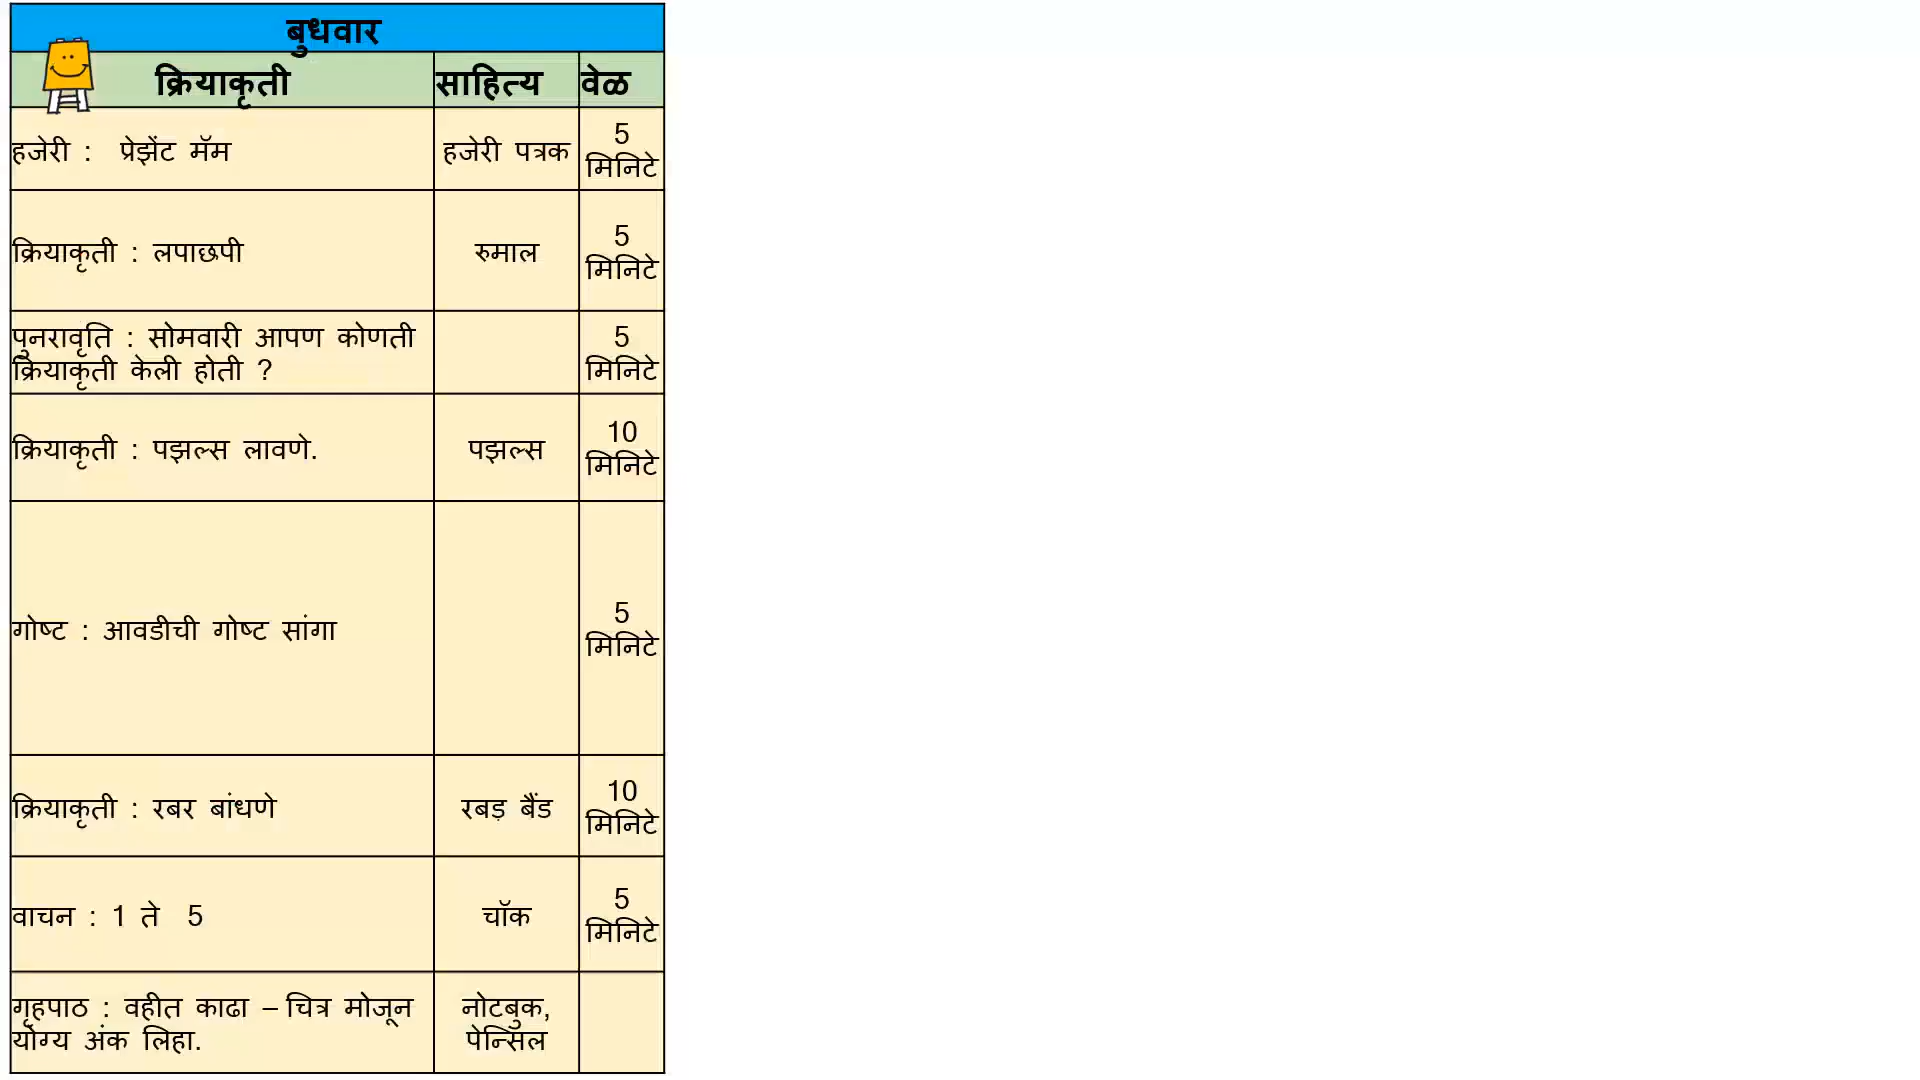 बुधवार
क्रियाकृती साहित्य वेळ
हजेरी : प्रेझेंट मॅम हजेरी पत्रक 5
मिनिटे
क्रियाकृती : लपाछपी रुमाल 5
मिनिटे
पुनरावृति : सोमवारी आपण कोणती
क्रियाकृती केली होती ?
5
मिनिटे
क्रियाकृती : पझल्स लावणे. पझल्स 10
मिनिटे
गोष्ट : आवडीची गोष्ट सांगा 5
मिनिटे
क्रियाकृती : रबर बांधणे रबड़ बैंड 10
मिनिटे
वाचन : 1 ते 5 चॉक 5
मिनिटे
गृहपाठ : वहीत काढा – चित्र मोजून
योग्य अंक लिहा.
नोटबुक,
पेन्सिल